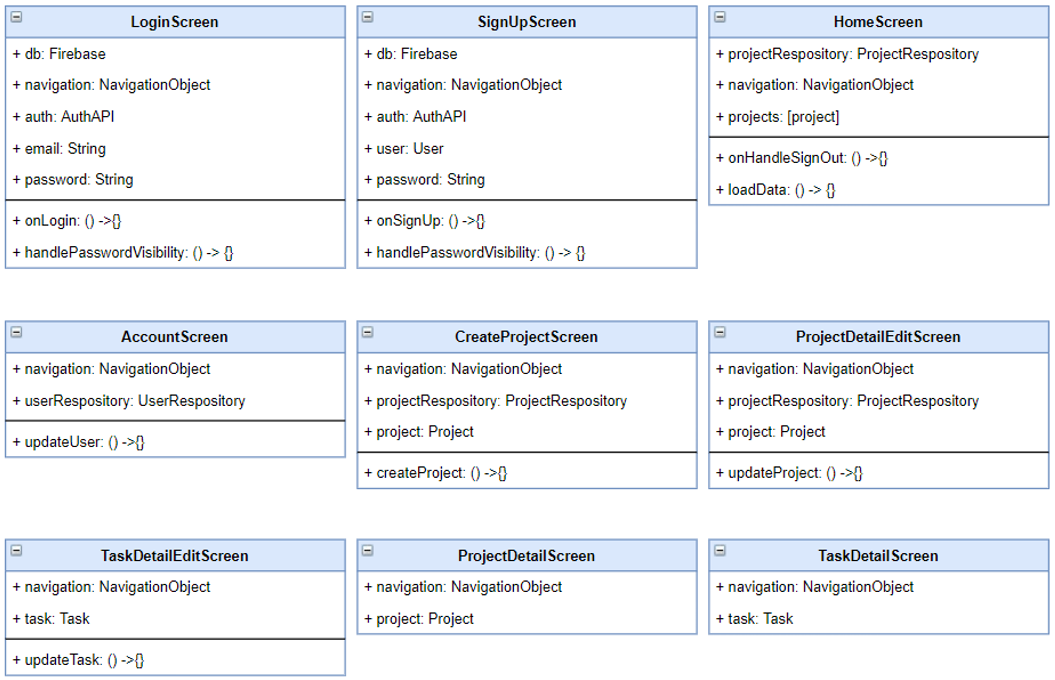 LoginScreen
+ db: Firebase
+ navigation: NavigationObject
+ auth: AuthAPI
+ email: String
+ password: String
+ onLogin: () ->{}
+ handlePasswordVisibility: () -> {}
SignUpScreen
+ db: Firebase
+ navigation: NavigationObject
+ auth: AuthAPI
+ user: User
+ password: String
+ onSignUp: () ->{}
+ handlePasswordVisibility: () -> {}
HomeScreen
+ projectRespository: ProjectRespository
+ navigation: NavigationObject
+ projects: [project]
+ onHandleSignOut: () ->{}
+ loadData: () -> {}
AccountScreen
+ navigation: NavigationObject
+ userRespository: UserRespository
+ updateUser: () ->{}
CreateProjectScreen
+ navigation: NavigationObject
+ projectRespository: ProjectRespository
+ project: Project
+ createProject: () ->{}
ProjectDetailEditScreen
+ navigation: NavigationObject
+ projectRespository: ProjectRespository
+ project: Project
+ updateProject: () ->{}
TaskDetailEditScreen
+ navigation: NavigationObject
+ task: Task
+ updateTask: () ->{}
ProjectDetailScreen
+ navigation: NavigationObject
+ project: Project
TaskDetailScreen
+ navigation: NavigationObject
+ task: Task